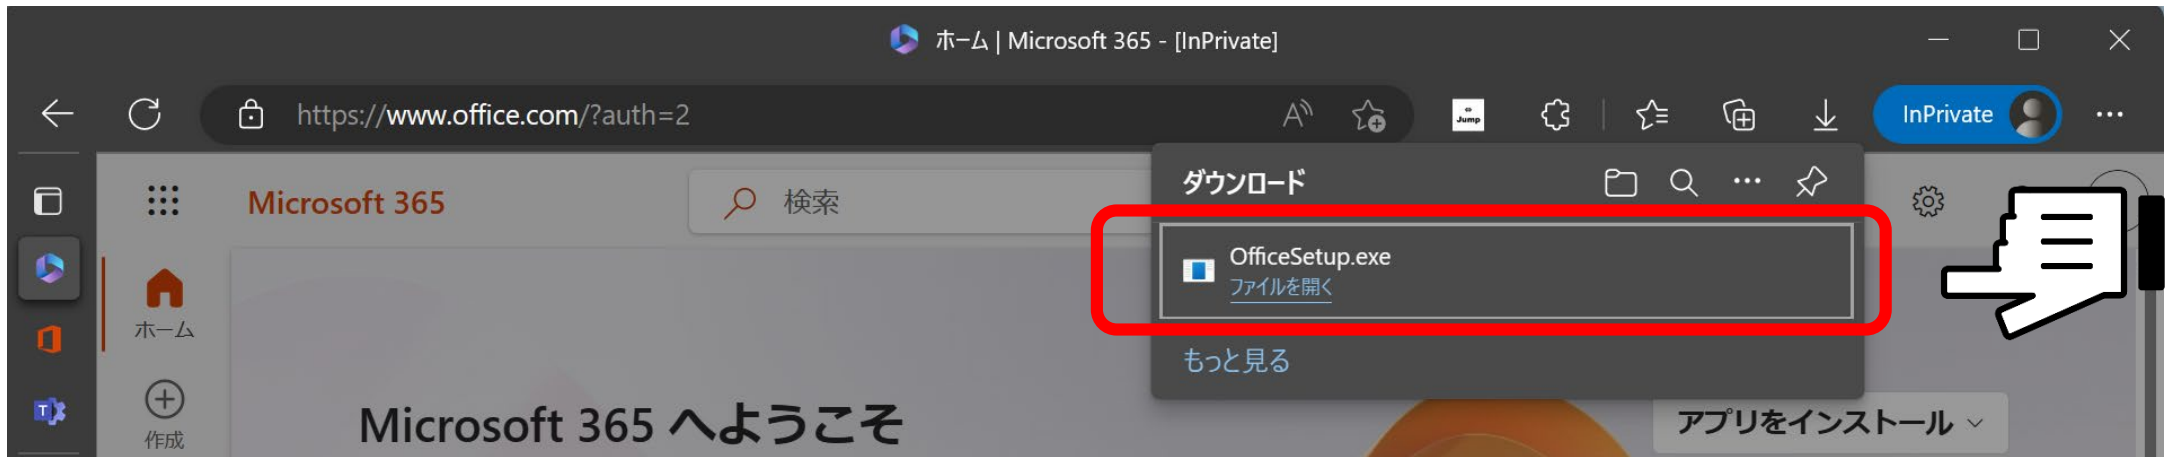 ホーム | Microsoft 365 - [InPrivate]
https://www.office.com/?auth=2
A
Jump
InPrivate
Microsoft 365
検索
ダウンロード
OfficeSetup.exe
ファイルを開く
もっと見る
ホーム
作成
T
Microsoft 365 へようこそ
アプリをインストール